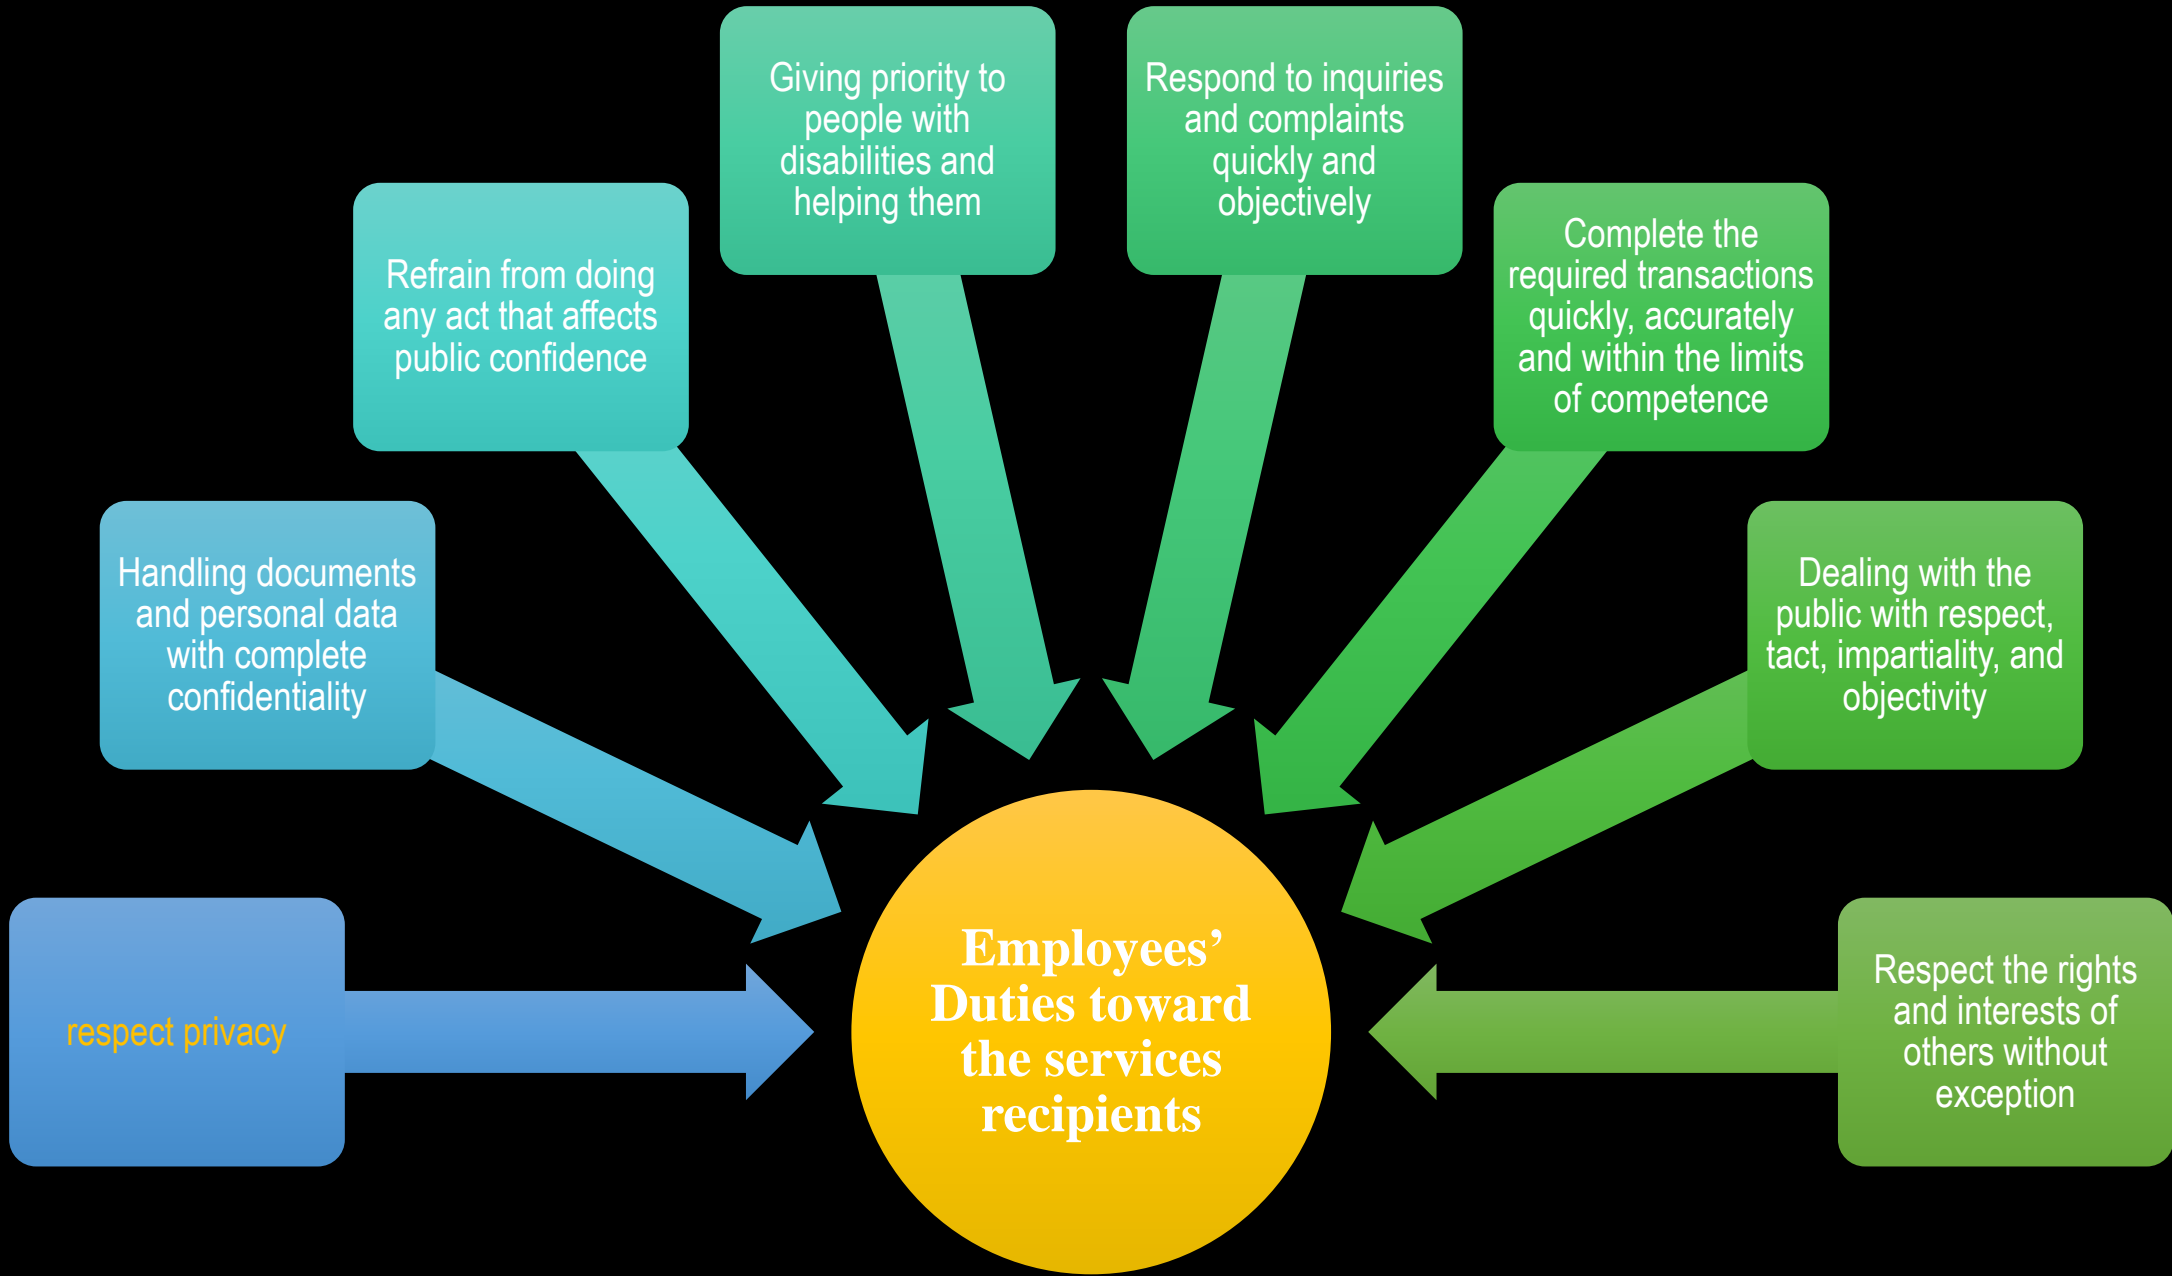 Giving priority to
people with
disabilities and
helping them
Respond to inquiries
and complaints
quickly and
objectively
Refrain from doing
any act that affects
public confidence
Complete the
required transactions
quickly, accurately
and within the limits
of competence
Handling documents
and personal data
with complete
confidentiality
Dealing with the
public with respect,
tact, impartiality, and
objectivity
respect privacy
Employees’
Duties toward
the services
recipients
Respect the rights
and interests of
others without
exception